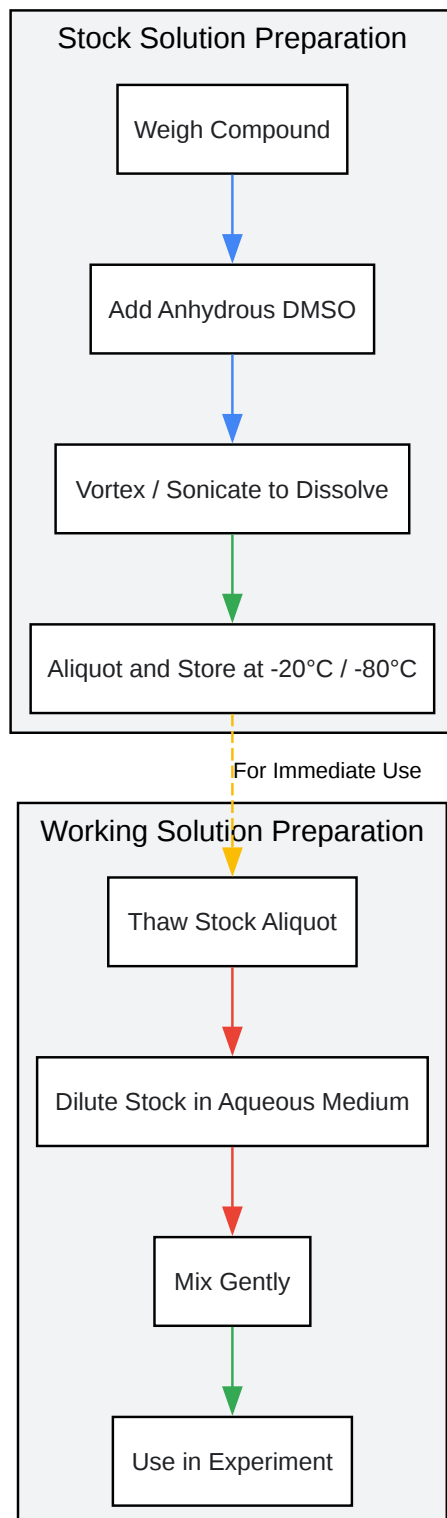 Stock Solution Preparation
Weigh Compound
Add Anhydrous DMSO
Vortex / Sonicate to Dissolve
Aliquot and Store at -20°C / -80°C
For Immediate Use
Working Solution Preparation
Thaw Stock Aliquot
Dilute Stock in Aqueous Medium
Mix Gently
Use in Experiment